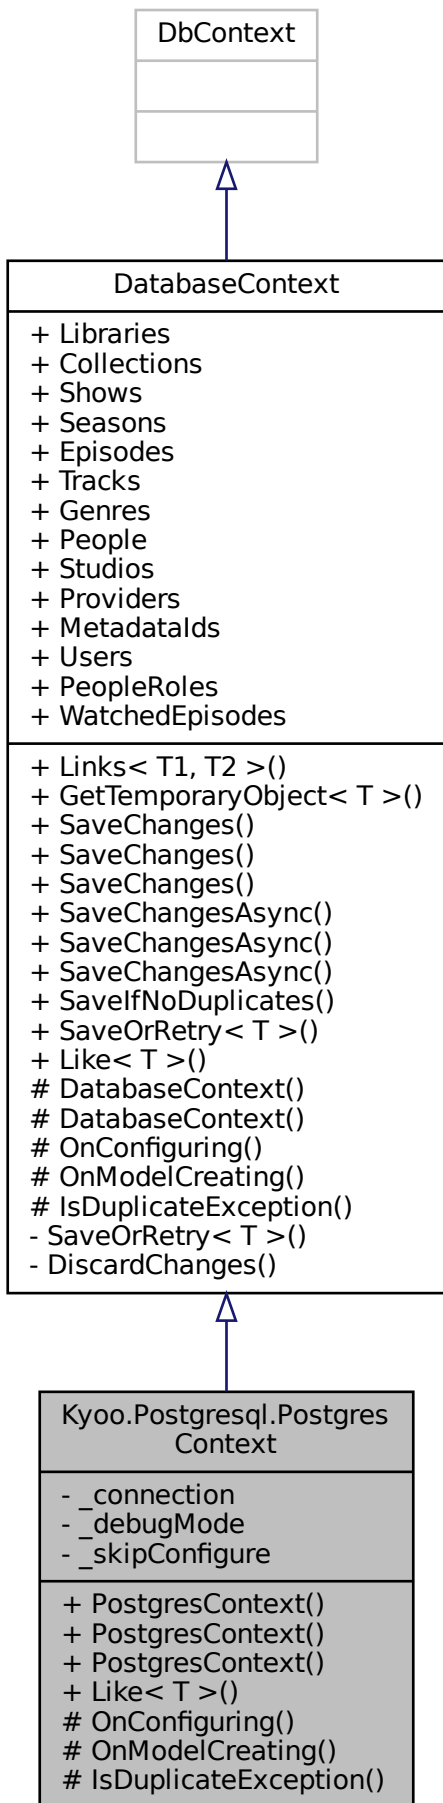 DbContext
DatabaseContext
+ Libraries
+ Collections
+ Shows
+ Seasons
+ Episodes
+ Tracks
+ Genres
+ People
+ Studios
+ Providers
+ MetadataIds
+ Users
+ PeopleRoles
+ WatchedEpisodes
+ Links< T1, T2 >()
+ GetTemporaryObject< T >()
+ SaveChanges()
+ SaveChanges()
+ SaveChanges()
+ SaveChangesAsync()
+ SaveChangesAsync()
+ SaveChangesAsync()
+ SaveIfNoDuplicates()
+ SaveOrRetry< T >()
+ Like< T >()
# DatabaseContext()
# DatabaseContext()
# OnConfiguring()
# OnModelCreating()
# IsDuplicateException()
- SaveOrRetry< T >()
- DiscardChanges()
Kyoo.Postgresql.Postgres
Context
- _connection
- _debugMode
- _skipConfigure
+ PostgresContext()
+ PostgresContext()
+ PostgresContext()
+ Like< T >()
# OnConfiguring()
# OnModelCreating()
# IsDuplicateException()